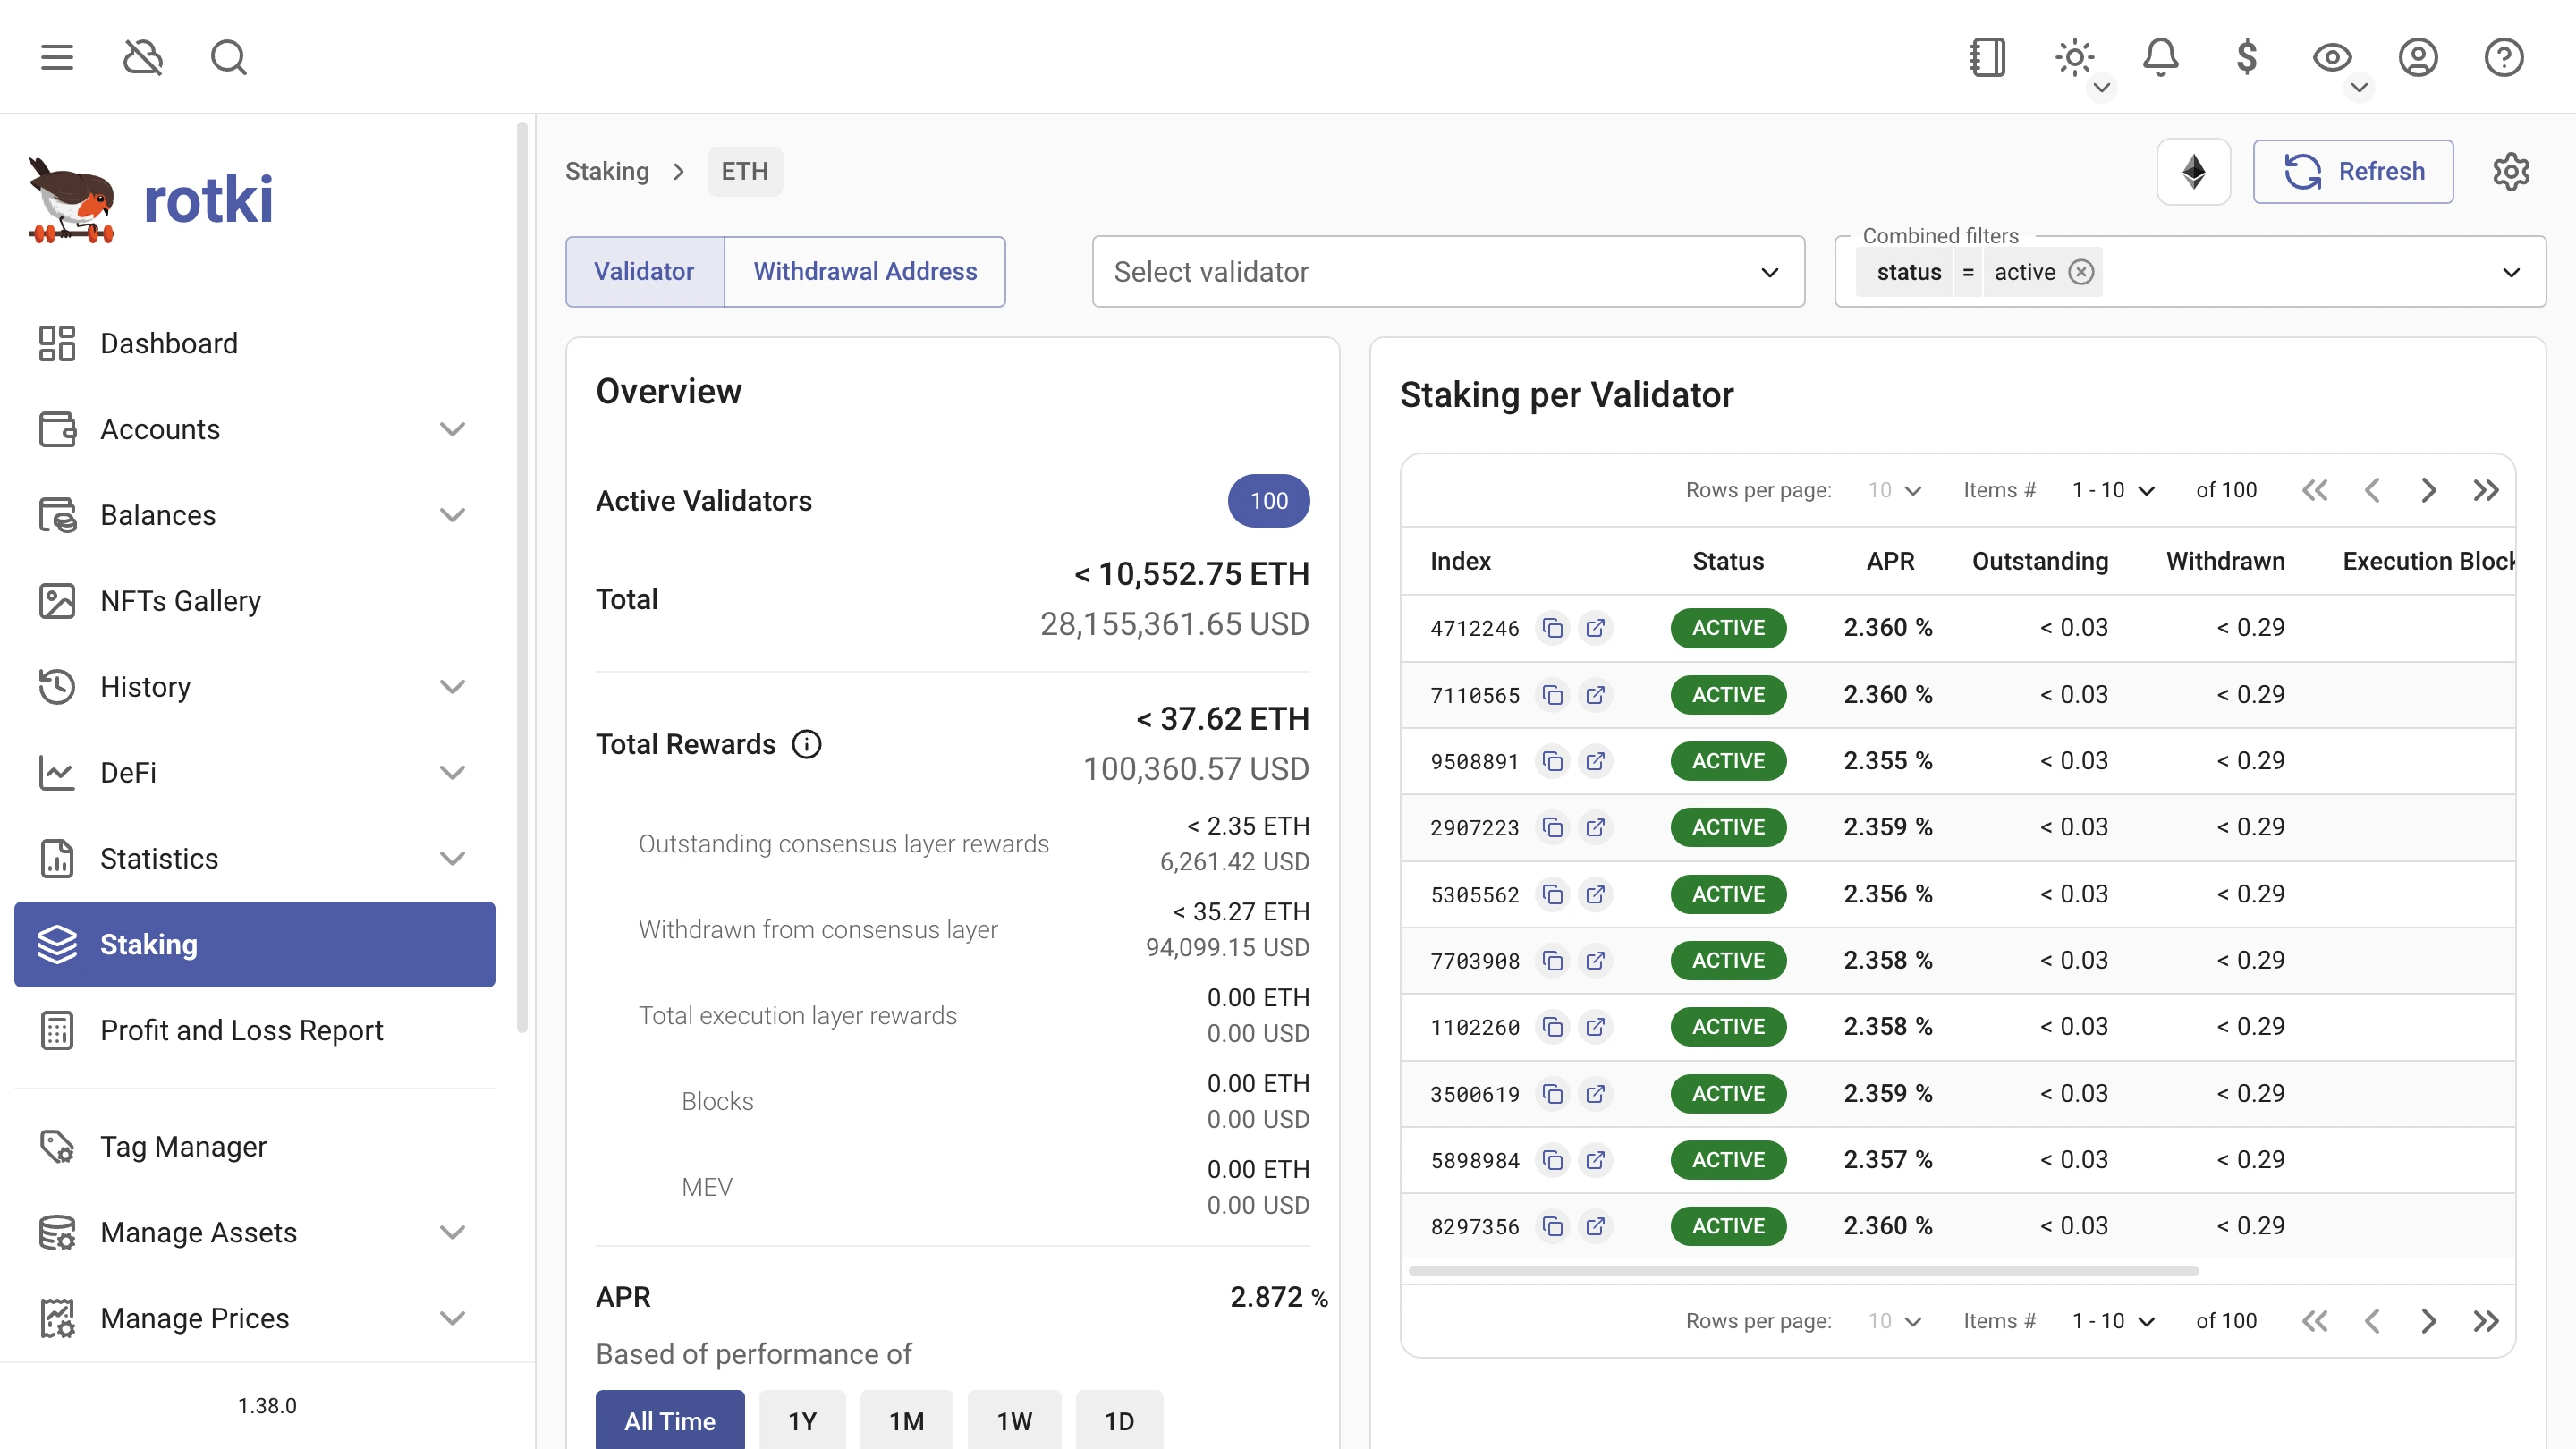 rotki
Dashboard
Accounts
Balances
NFTs Gallery
History
DeFi
Statistics
Staking
Profit and Loss Report
Tag Manager
Manage Assets
Manage Prices
1.38.0
Staking > ETH
Refresh
Validator Withdrawal Address
Select validator
Combined filters
status = active
Overview
Active Validators 100
Total
< 10,552.75 ETH
28,155,361.65 USD
Total Rewards
< 37.62 ETH
100,360.57 USD
Outstanding consensus layer rewards
< 2.35 ETH
6,261.42 USD
Withdrawn from consensus layer
< 35.27 ETH
94,099.15 USD
Total execution layer rewards
0.00 ETH
0.00 USD
Blocks
0.00 ETH
0.00 USD
MEV
0.00 ETH
0.00 USD
APR 2.872 %
Based of performance of
All Time 1Y 1M 1W 1D
Staking per Validator
Rows per page: 10 Items # 1 - 10 of 100
Index Status APR Outstanding Withdrawn Execution Block
4712246 ACTIVE 2.360 % < 0.03 < 0.29
7110565 ACTIVE 2.360 % < 0.03 < 0.29
9508891 ACTIVE 2.355 % < 0.03 < 0.29
2907223 ACTIVE 2.359 % < 0.03 < 0.29
5305562 ACTIVE 2.356 % < 0.03 < 0.29
7703908 ACTIVE 2.358 % < 0.03 < 0.29
1102260 ACTIVE 2.358 % < 0.03 < 0.29
3500619 ACTIVE 2.359 % < 0.03 < 0.29
5898984 ACTIVE 2.357 % < 0.03 < 0.29
8297356 ACTIVE 2.360 % < 0.03 < 0.29
Rows per page: 10 Items # 1 - 10 of 100